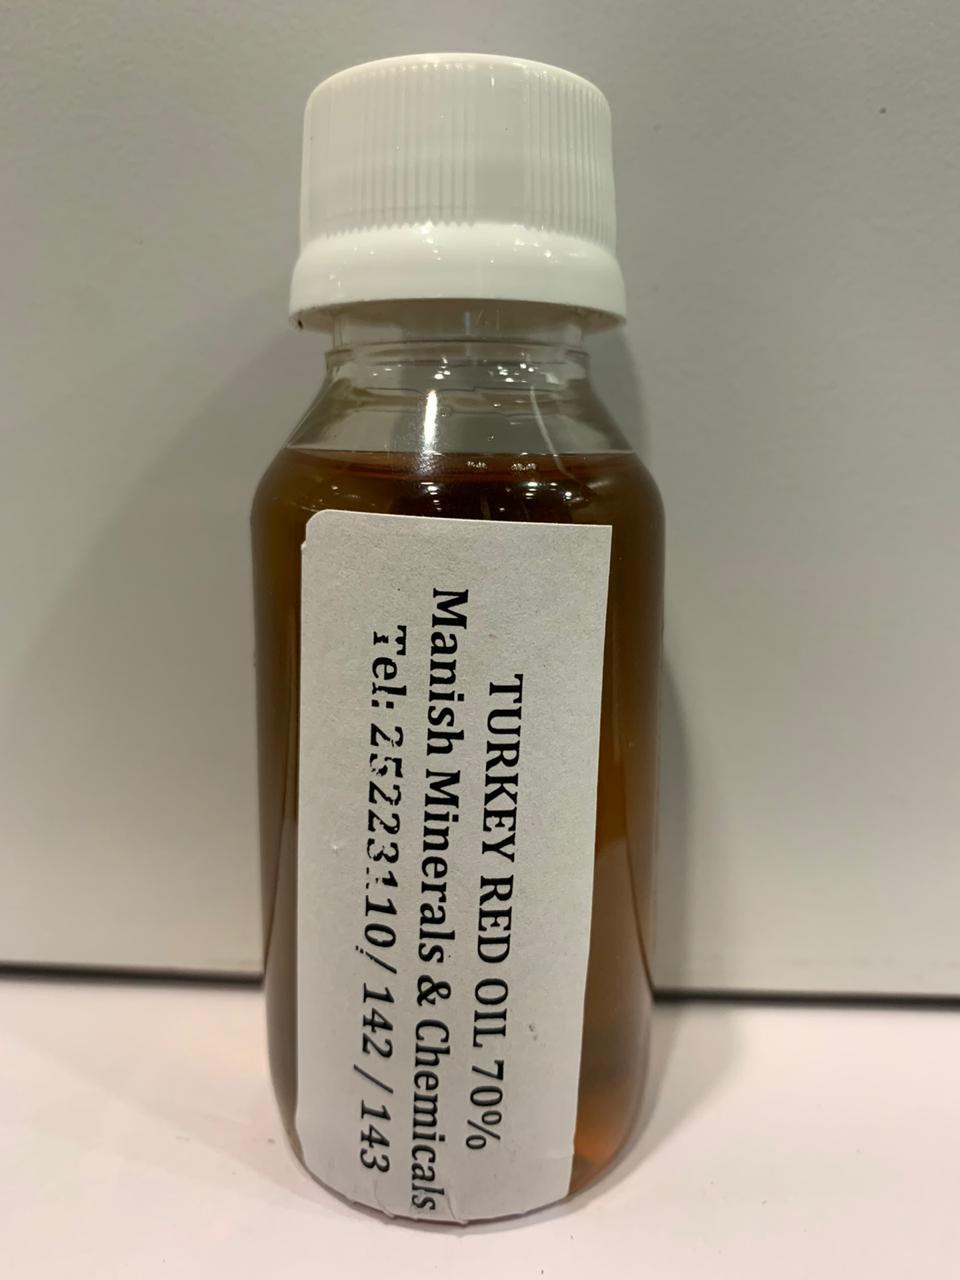 TURKEY RED OIL 70%
Manish Minerals & Chemicals
Tel: 25223110/ 142 / 143